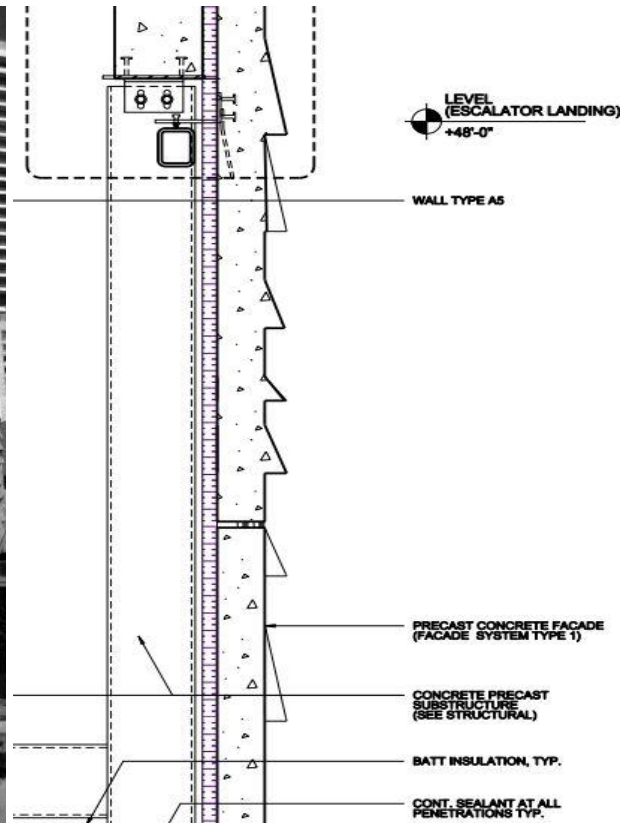 LEVEL
(ESCALATOR LANDING)
+48'-0"
WALL TYPE A5
PRECAST CONCRETE FACADE
(FACADE SYSTEM TYPE 1)
CONCRETE PRECAST
SUBSTRUCTURE
(SEE STRUCTURAL)
BATT INSULATION, TYP.
CONT. SEALANT AT ALL
PENETRATIONS TYP.